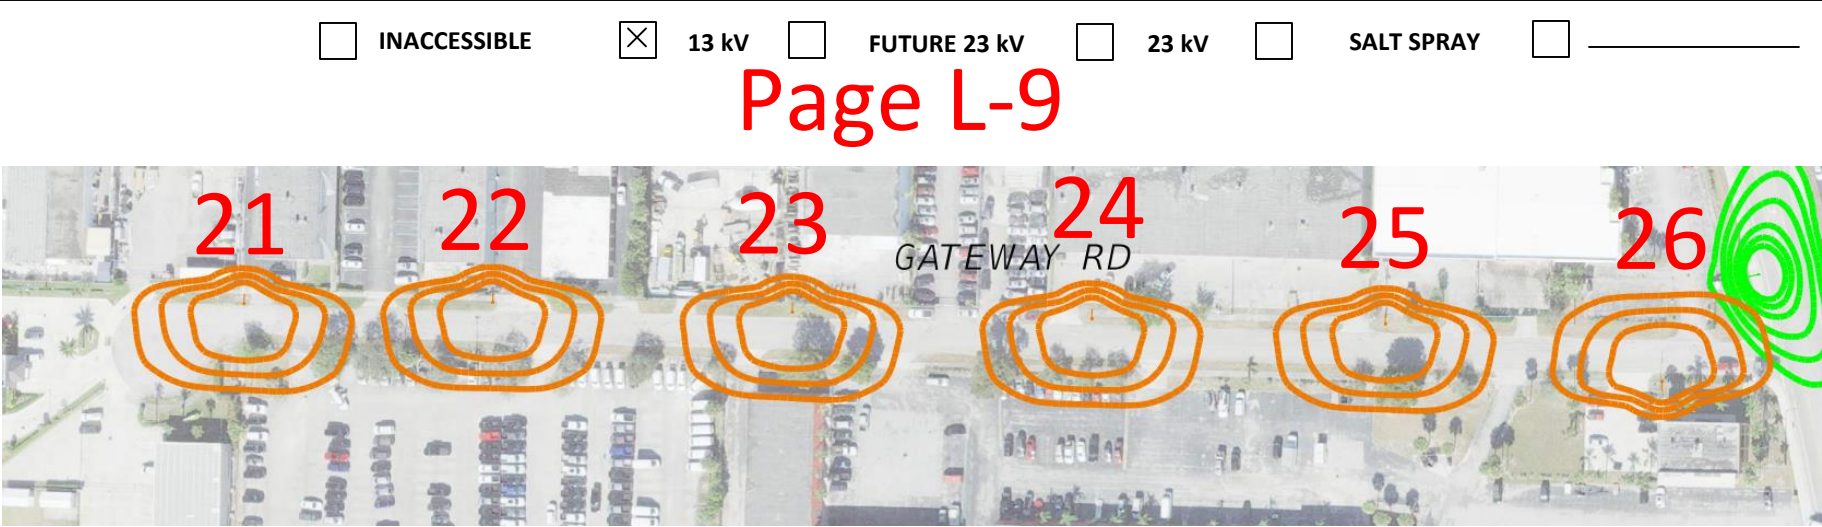 INACCESSIBLE 13 kV FUTURE 23 kV 23 kV SALT SPRAY
Page L-9
21 22 23 24 25 26
GATEWAY RD